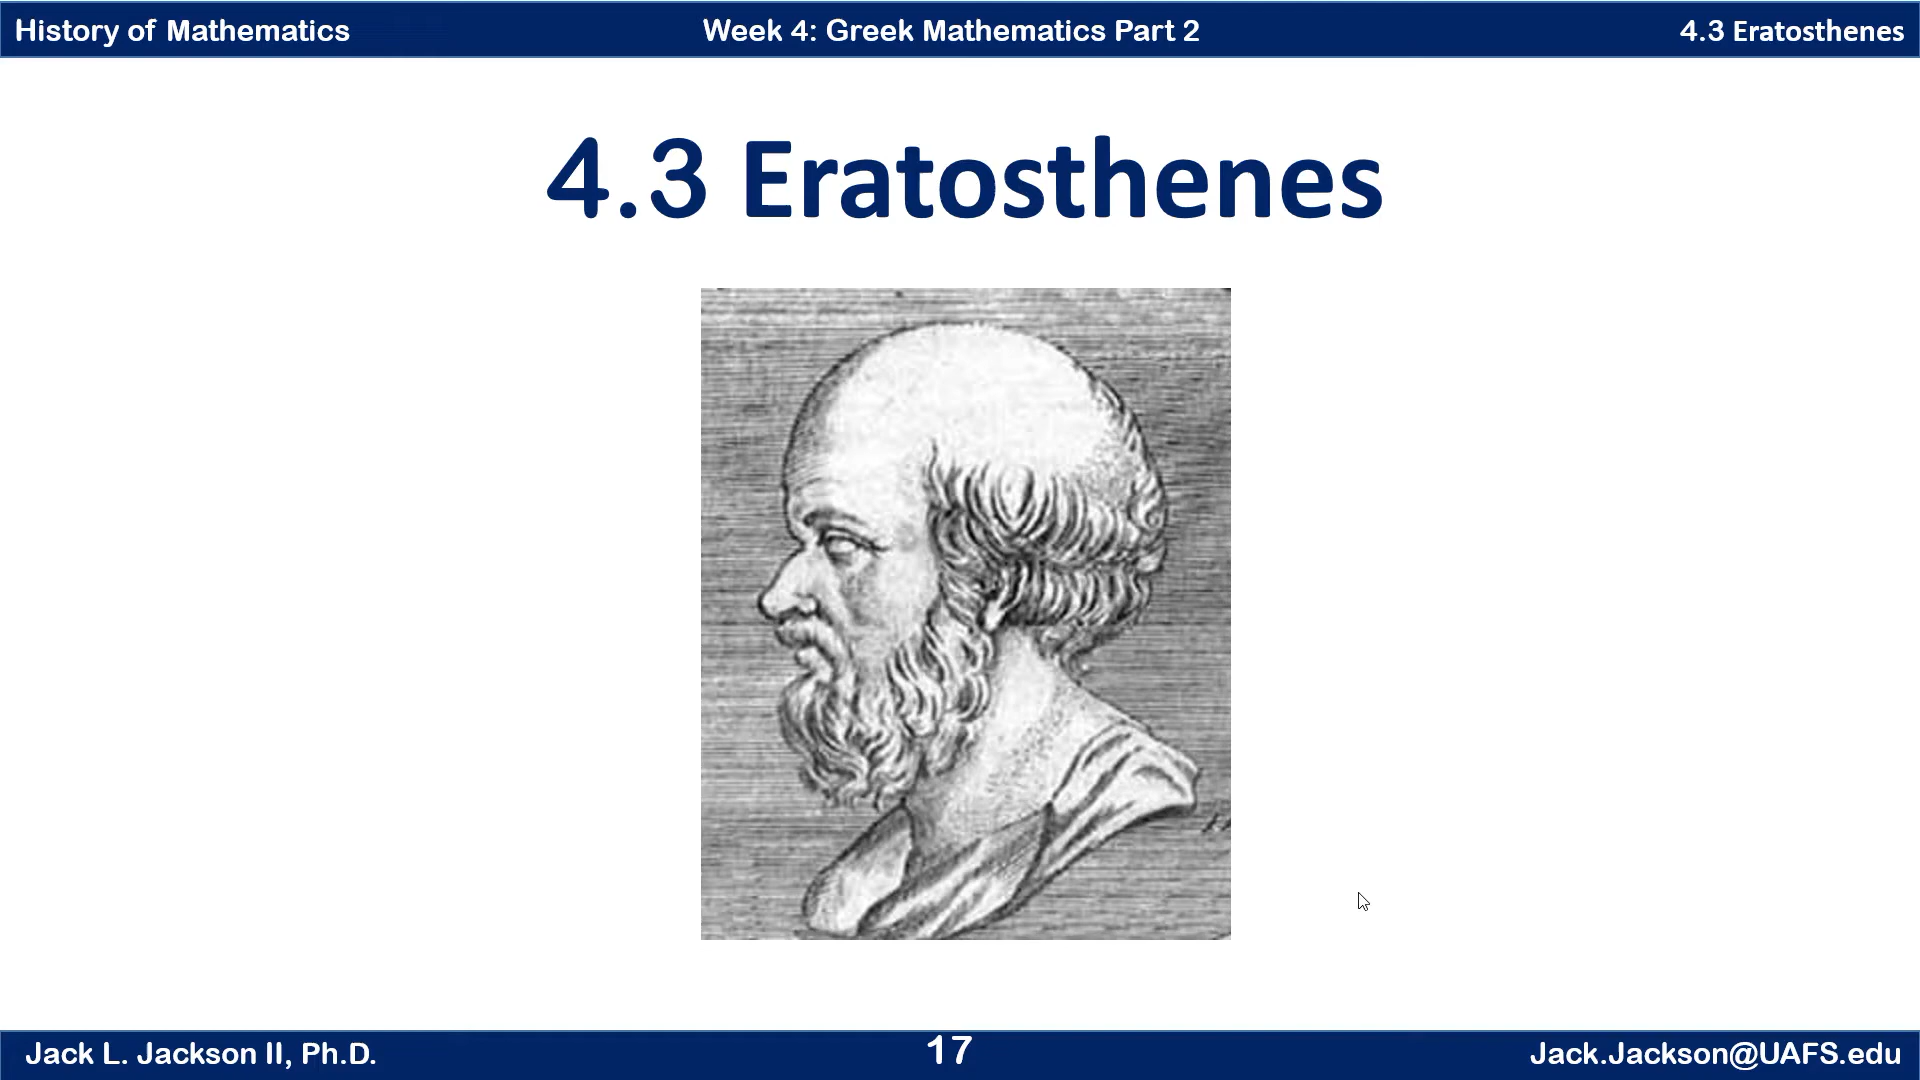 History of Mathematics
Week 4: Greek Mathematics Part 2
4.3 Eratosthenes
4.3 Eratosthenes
Jack L. Jackson II, Ph.D.
17
Jack.Jackson@UAFS.edu